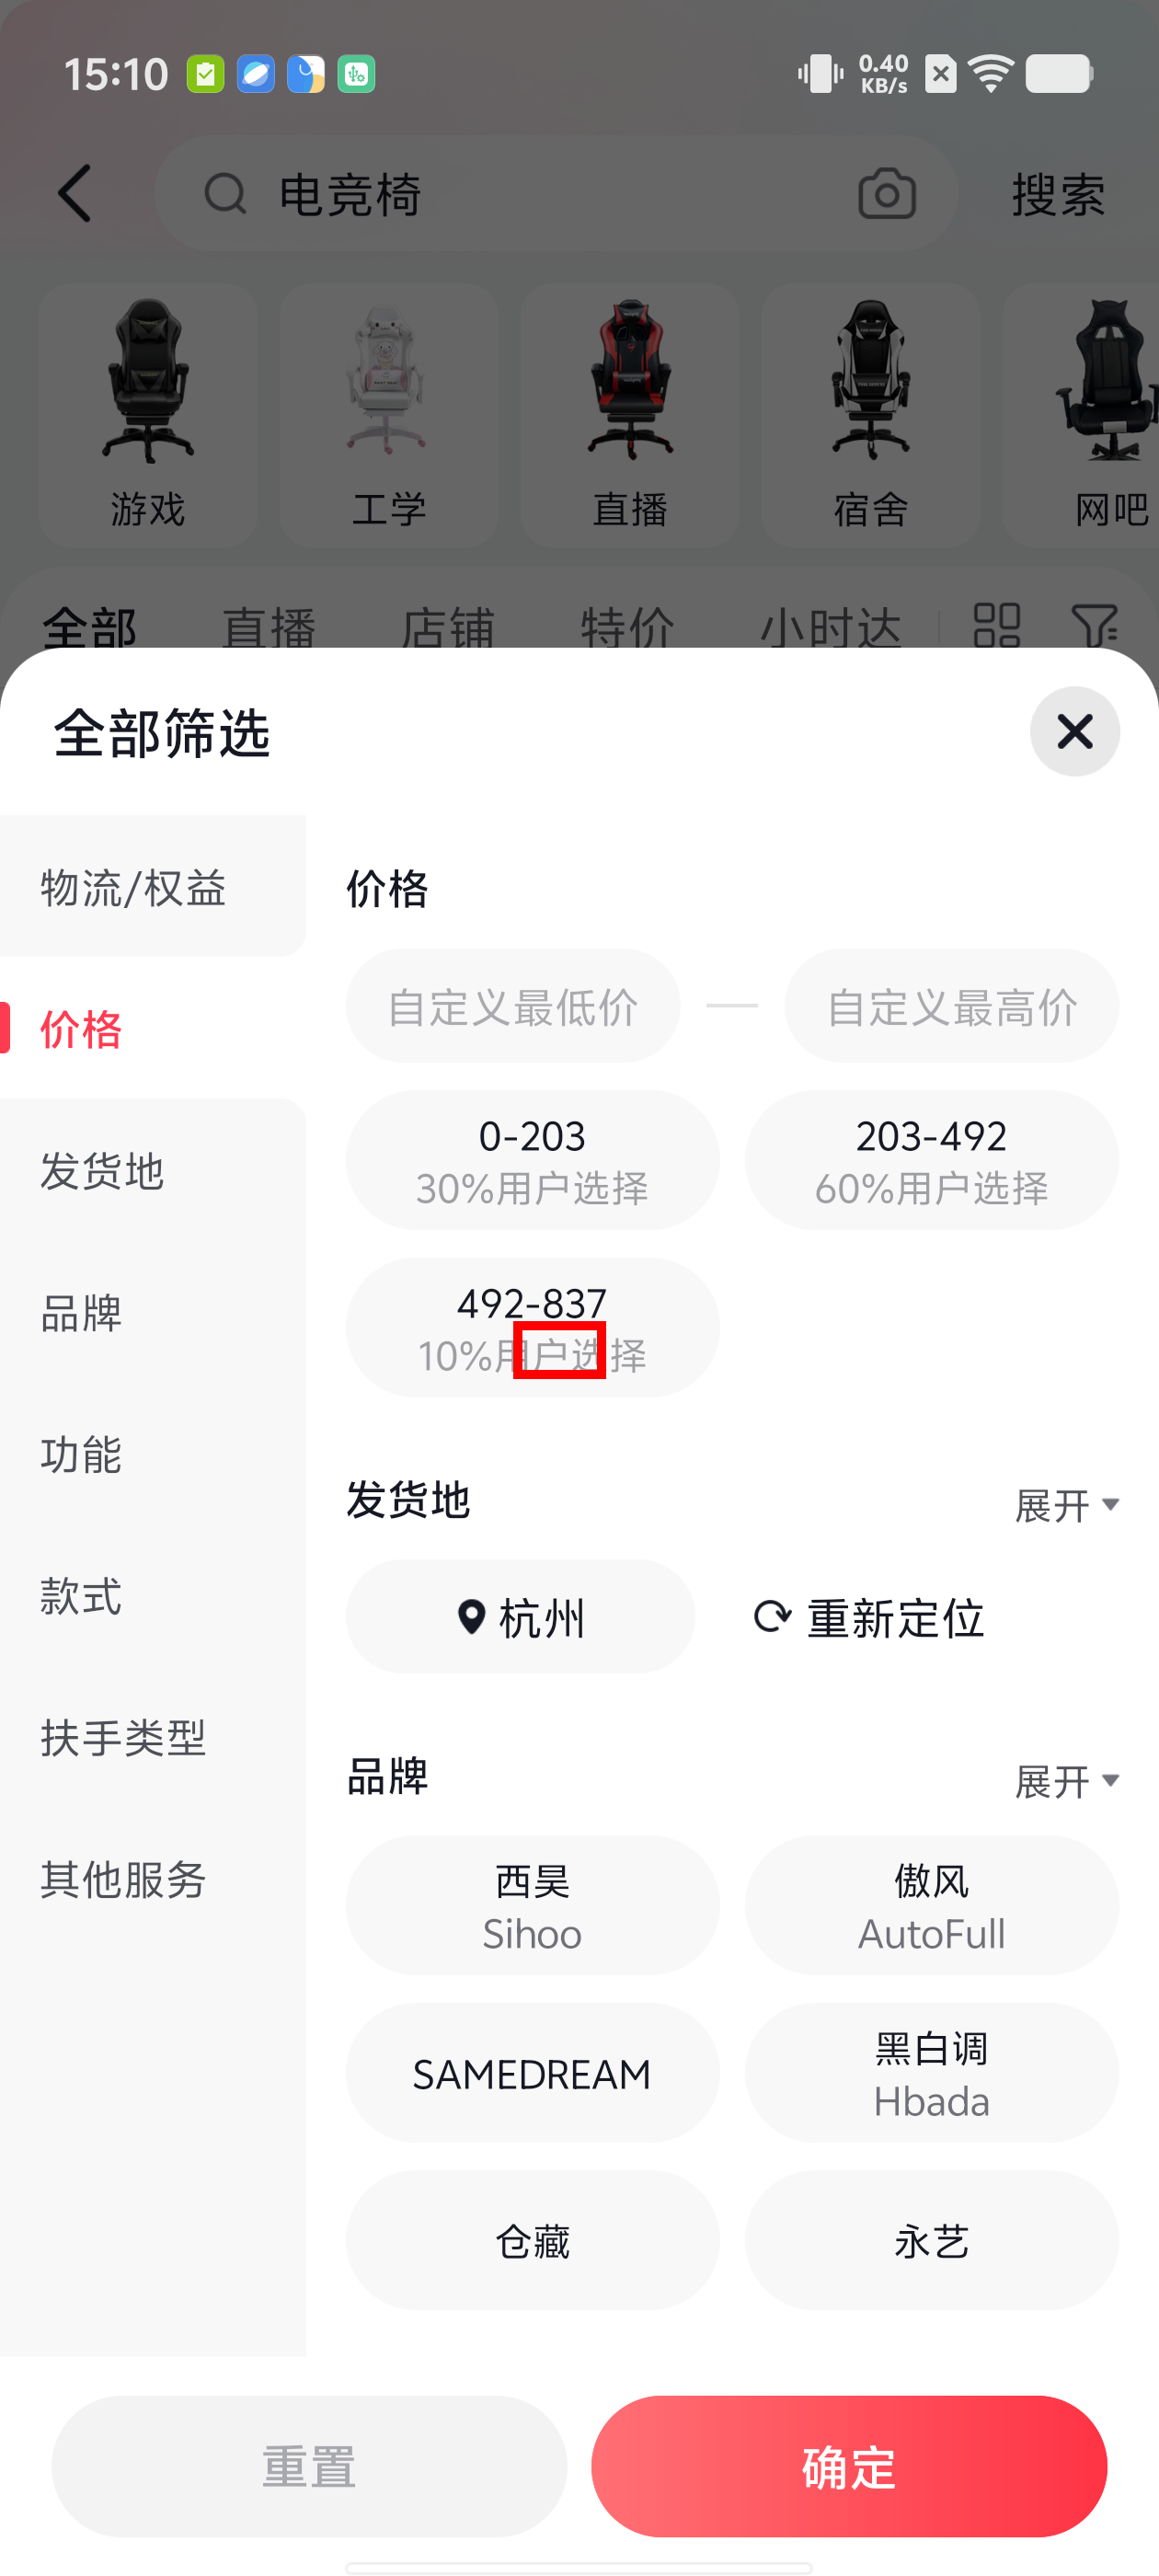 15:10
0.40
KB/s
电竞椅
搜索
游戏
工学
直播
宿舍
网吧
全部
直播
店铺
特价
小时达
全部筛选
物流/权益
价格
发货地
品牌
功能
款式
扶手类型
其他服务
价格
自定义最低价
自定义最高价
0-203
30%用户选择
203-492
60%用户选择
492-837
10%用户选择
发货地
展开
杭州
重新定位
品牌
展开
西昊
Sihoo
傲风
AutoFull
SAMEDREAM
黑白调
Hbada
仓藏
永艺
重置
确定